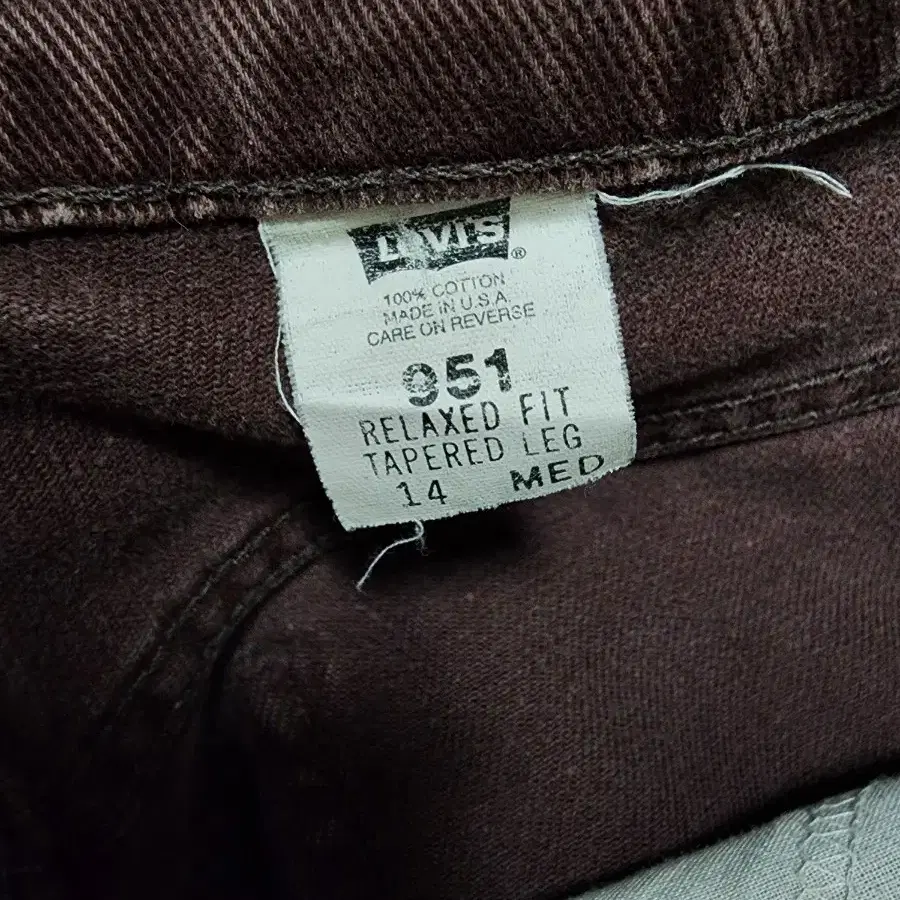 LEVI'S ®
100% COTTON
MADE IN U.S.A.
CARE ON REVERSE
951
RELAXED FIT
TAPERED LEG
14 MED